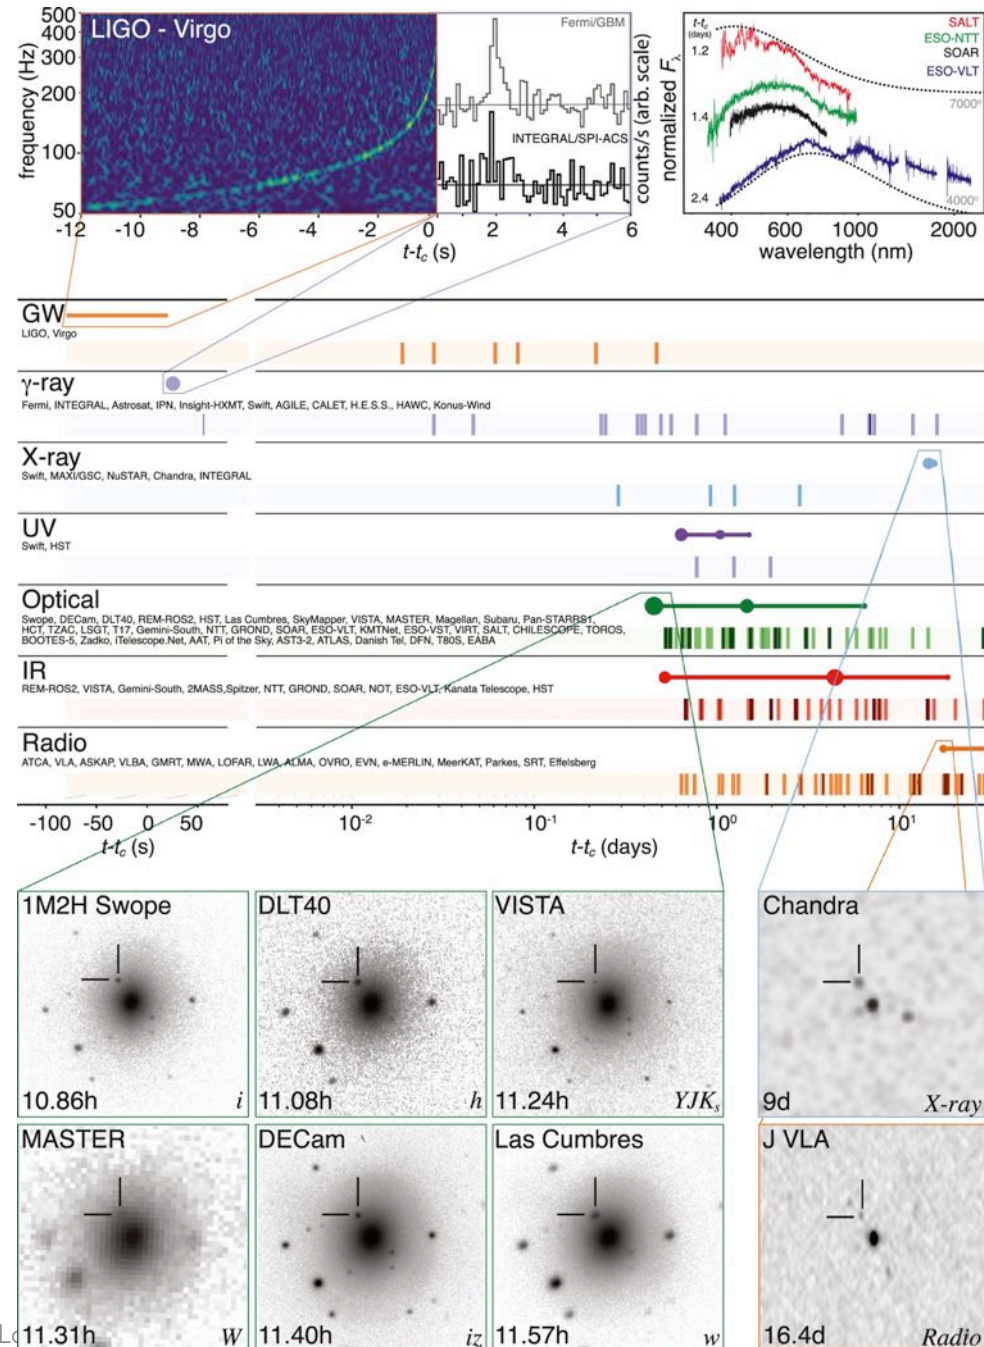 LIGO - Virgo
Fermi/GBM
INTEGRAL/SPI-ACS
frequency (Hz)
500
400
300
200
100
50
-12 -10 -8 -6 -4 -2 0 2 4 6
t-tc (s)
counts/s (arb. scale)
normalized Fλ
t-tc
(days)
1.2
1.4
2.4
SALT
ESO-NTT
SOAR
ESO-VLT
7000°
4000°
400 600 1000 2000
wavelength (nm)
GW
LIGO, Virgo
γ-ray
Fermi, INTEGRAL, Astrosat, IPN, Insight-HXMT, Swift, AGILE, CALET, H.E.S.S., HAWC, Konus-Wind
X-ray
Swift, MAXI/GSC, NuSTAR, Chandra, INTEGRAL
UV
Swift, HST
Optical
Swope, DECam, DLT40, REM-ROS2, HST, Las Cumbres, SkyMapper, VISTA, MASTER, Magellan, Subaru, Pan-STARRS1,
HCT, TZAC, LSGT, T17, Gemini-South, NTT, GROND, SOAR, ESO-VLT, KMTNet, ESO-VST, VIRT, SALT, CHILESCOPE, TOROS,
BOOTES-5, Zadko, iTelescope.Net, AAT, Pi of the Sky, AST3-2, ATLAS, Danish Tel, DFN, T80S, EABA
IR
REM-ROS2, VISTA, Gemini-South, 2MASS,Spitzer, NTT, GROND, SOAR, NOT, ESO-VLT, Kanata Telescope, HST
Radio
ATCA, VLA, ASKAP, VLBA, GMRT, MWA, LOFAR, LWA, ALMA, OVRO, EVN, e-MERLIN, MeerKAT, Parkes, SRT, Effelsberg
-100 -50 0 50 10⁻² 10⁻¹ 10⁰ 10¹
t-tc (s) t-tc (days)
1M2H Swope
10.86h i
DLT40
11.08h h
VISTA
11.24h YJKs
Chandra
9d X-ray
MASTER
11.31h W
DECam
11.40h iz
Las Cumbres
11.57h w
J VLA
16.4d Radio